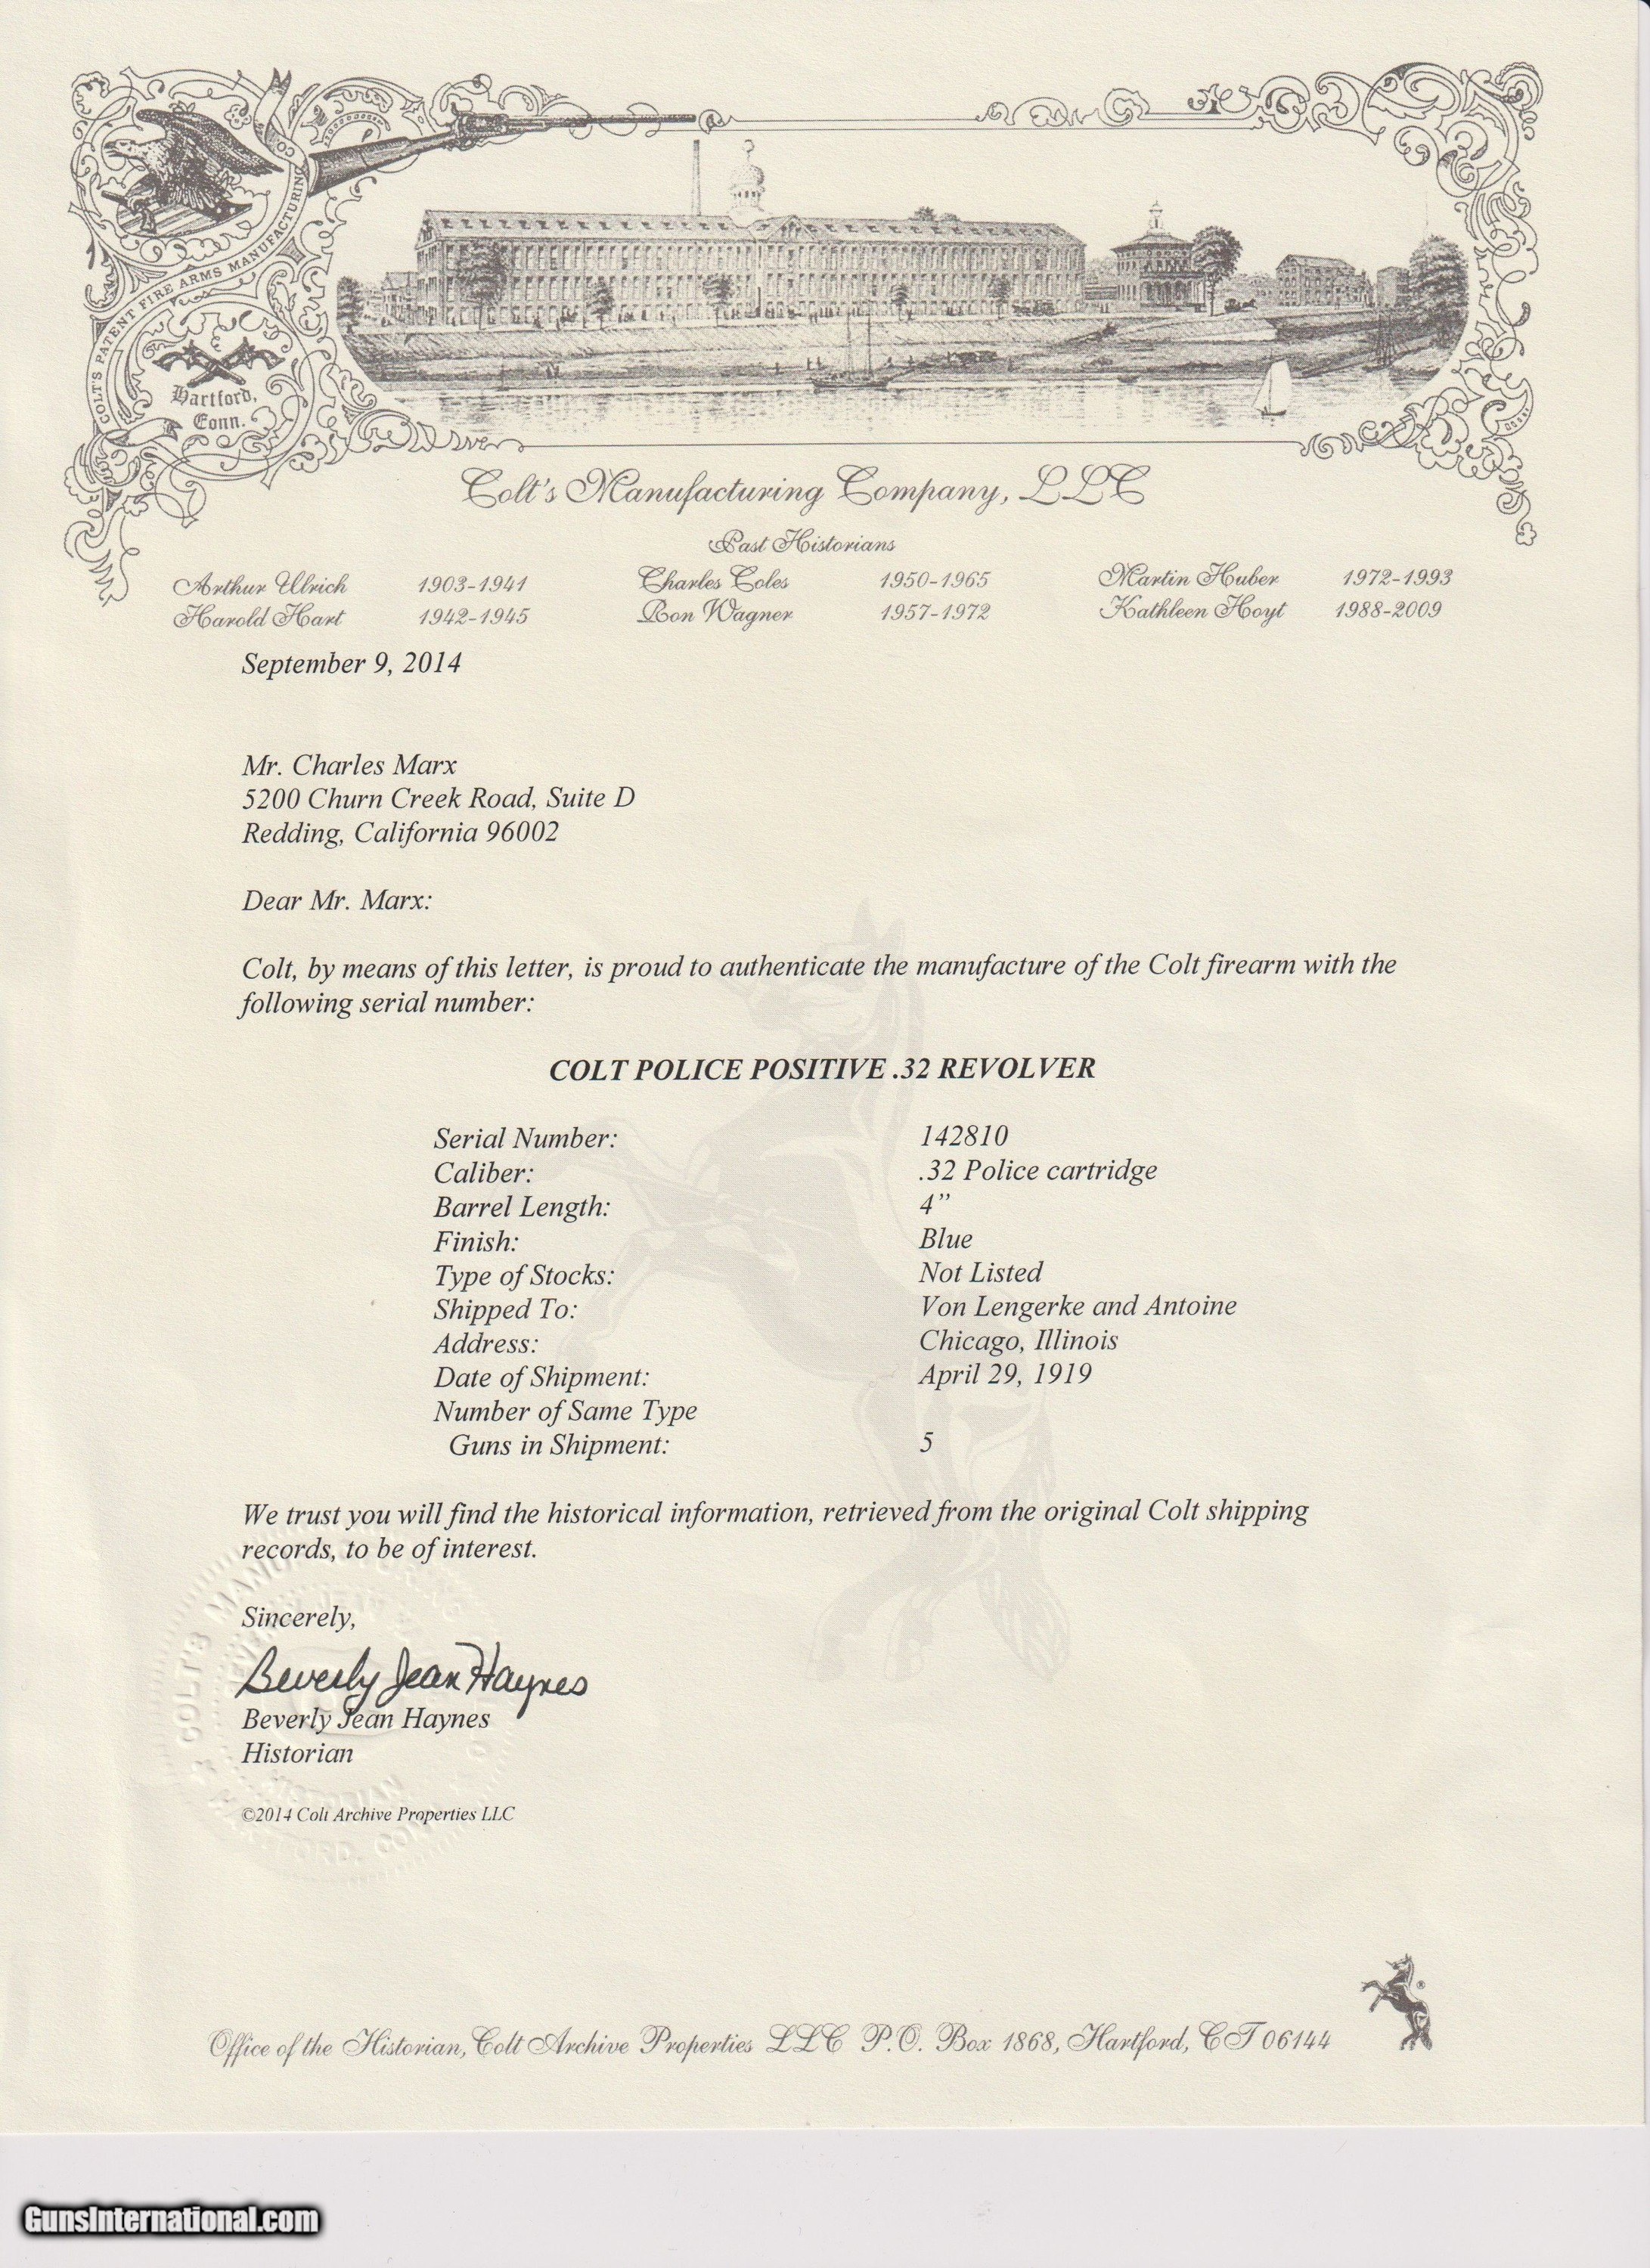 COLT'S PATENT FIRE ARMS MANUFACTURING CO
Hartford,
Conn.
Colt's Manufacturing Company, LLC
Past Historians
Arthur Ulrich 1903-1941 Charles Coles 1950-1965 Martin Huber 1972-1993
Harold Hart 1942-1945 Ron Wagner 1957-1972 Kathleen Hoyt 1988-2009
September 9, 2014
Mr. Charles Marx
5200 Churn Creek Road, Suite D
Redding, California 96002
Dear Mr. Marx:
Colt, by means of this letter, is proud to authenticate the manufacture of the Colt firearm with the
following serial number:
COLT POLICE POSITIVE .32 REVOLVER
Serial Number: 142810
Caliber: .32 Police cartridge
Barrel Length: 4”
Finish: Blue
Type of Stocks: Not Listed
Shipped To: Von Lengerke and Antoine
Address: Chicago, Illinois
Date of Shipment: April 29, 1919
Number of Same Type
Guns in Shipment: 5
We trust you will find the historical information, retrieved from the original Colt shipping
records, to be of interest.
Sincerely,
Beverly Jean Haynes
Beverly Jean Haynes
Historian
©2014 Colt Archive Properties LLC
Office of the Historian, Colt Archive Properties LLC P.O. Box 1868, Hartford, CT 06144
®
GunsInternational.com